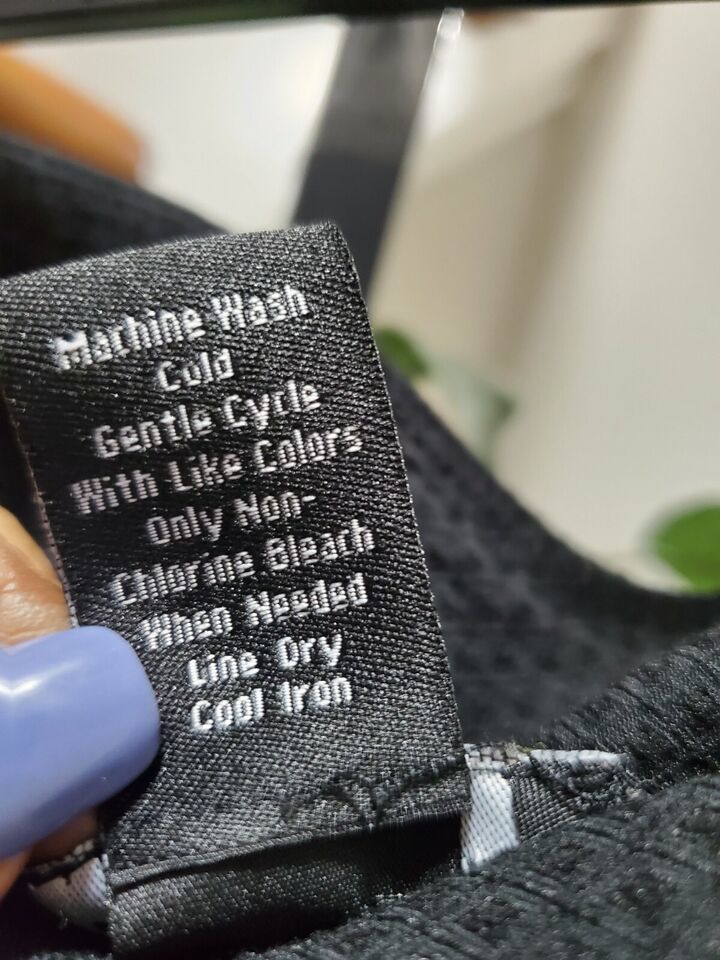 Machine Wash
Cold
Gentle Cycle
With Like Colors
Only Non-
Chlorine Bleach
When Needed
Line Dry
Cool Iron